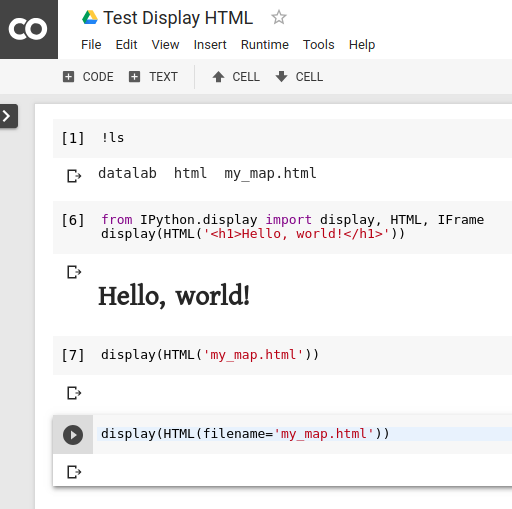 CO
Test Display HTML
File Edit View Insert Runtime Tools Help
CODE TEXT CELL CELL
[1] !ls
datalab html my_map.html
[6] from IPython.display import display, HTML, IFrame
display(HTML('<h1>Hello, world!</h1>'))
Hello, world!
[7] display(HTML('my_map.html'))
display(HTML(filename='my_map.html'))